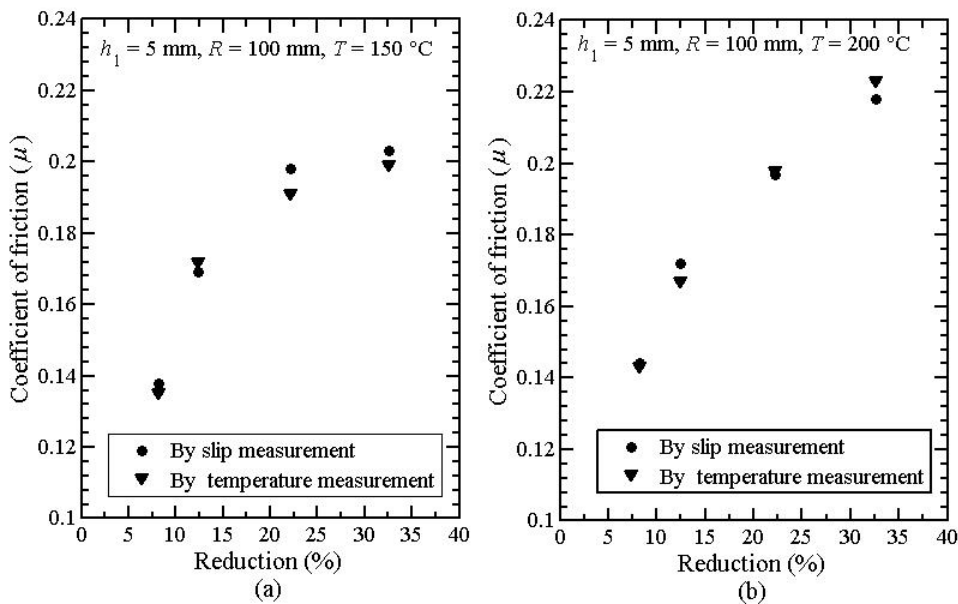 h₁ = 5 mm, R = 100 mm, T = 150 °C
0.24
0.22
0.2
0.18
0.16
0.14
0.12
0.1
Coefficient of friction (μ)
By slip measurement
By temperature measurement
0 5 10 15 20 25 30 35 40
Reduction (%)
(a)
h₁ = 5 mm, R = 100 mm, T = 200 °C
0.24
0.22
0.2
0.18
0.16
0.14
0.12
0.1
Coefficient of friction (μ)
By slip measurement
By temperature measurement
0 5 10 15 20 25 30 35 40
Reduction (%)
(b)